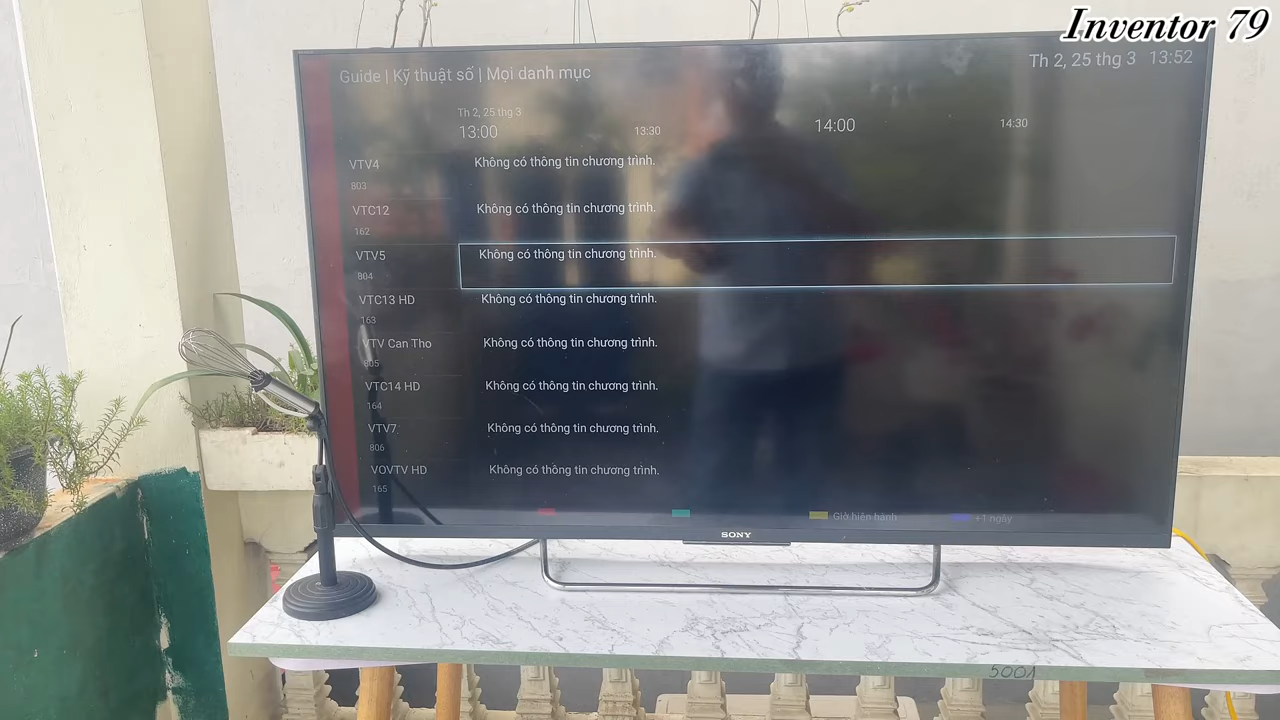 Inventor 79
Guide | Kỹ thuật số | Mọi danh mục
Th 2, 25 thg 3 13:52
Th 2, 25 thg 3
13:00 13:30 14:00 14:30
VTV4 Không có thông tin chương trình.
803
VTC12 Không có thông tin chương trình.
162
VTV5 Không có thông tin chương trình.
804
VTC13 HD Không có thông tin chương trình.
163
VTV Can Tho Không có thông tin chương trình.
805
VTC14 HD Không có thông tin chương trình.
164
VTV7 Không có thông tin chương trình.
806
VOVTV HD Không có thông tin chương trình.
165
Giờ hiện hành +1 ngày
SONY
5001